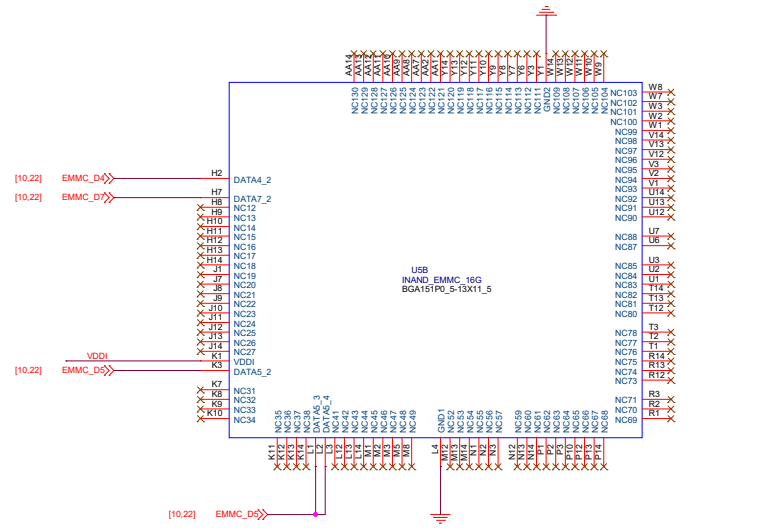 AA14 AA13 AA12 AA11 AA10 AA9 AA8 AA7 AA2 AA1 Y14 Y13 Y12 Y11 Y10 Y9 Y8 Y7 Y6 Y3 Y1 W14 W13 W12 W11 W10 W9
NC130 NC129 NC128 NC127 NC126 NC125 NC124 NC123 NC122 NC121 NC120 NC119 NC118 NC117 NC116 NC115 NC114 NC113 NC112 NC111 GND2 NC109 NC108 NC107 NC106 NC105 NC104
[10,22] EMMC_D4 H2 DATA4_2
[10,22] EMMC_D7 H7 DATA7_2
H8 NC12
H9 NC13
H10 NC14
H11 NC15
H12 NC16
H13 NC17
H14 NC18
J1 NC19
J7 NC20
J8 NC21
J9 NC22
J10 NC23
J11 NC24
J12 NC25
J13 NC26
J14 NC27
VDDI K1 VDDI
[10,22] EMMC_D5 K3 DATA5_2
K7 NC31
K8 NC32
K9 NC33
K10 NC34
U5B
INAND_EMMC_16G
BGA151P0_5-13X11_5
NC103 W8
NC102 W7
NC101 W3
NC100 W2
NC99 W1
NC98 V14
NC97 V13
NC96 V12
NC95 V3
NC94 V2
NC93 V1
NC92 U14
NC91 U13
NC90 U12
NC88 U7
NC87 U6
NC85 U3
NC84 U2
NC83 U1
NC82 T14
NC81 T13
NC80 T12
NC78 T3
NC77 T2
NC76 T1
NC75 R14
NC74 R13
NC73 R12
NC71 R3
NC70 R2
NC69 R1
NC35 NC36 NC37 NC38 DATA5_3 DATA5_4 NC41 NC42 NC43 NC44 NC45 NC46 NC47 NC48 NC49 GND1 NC52 NC53 NC54 NC55 NC56 NC57 NC59 NC60 NC61 NC62 NC63 NC64 NC65 NC66 NC67 NC68
K11 K12 K13 K14 L1 L2 L3 L12 L13 L14 M1 M2 M3 M5 M8 L4 M12 M13 M14 N1 N2 N3 N12 N13 N14 P1 P2 P3 P10 P12 P13 P14
[10,22] EMMC_D5